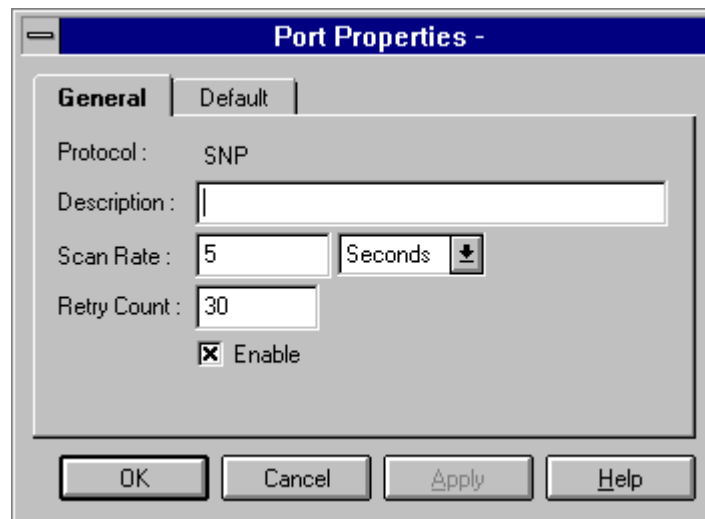 Port Properties -
General Default
Protocol : SNP
Description :
Scan Rate : 5 Seconds
Retry Count : 30
Enable
OK Cancel Apply Help